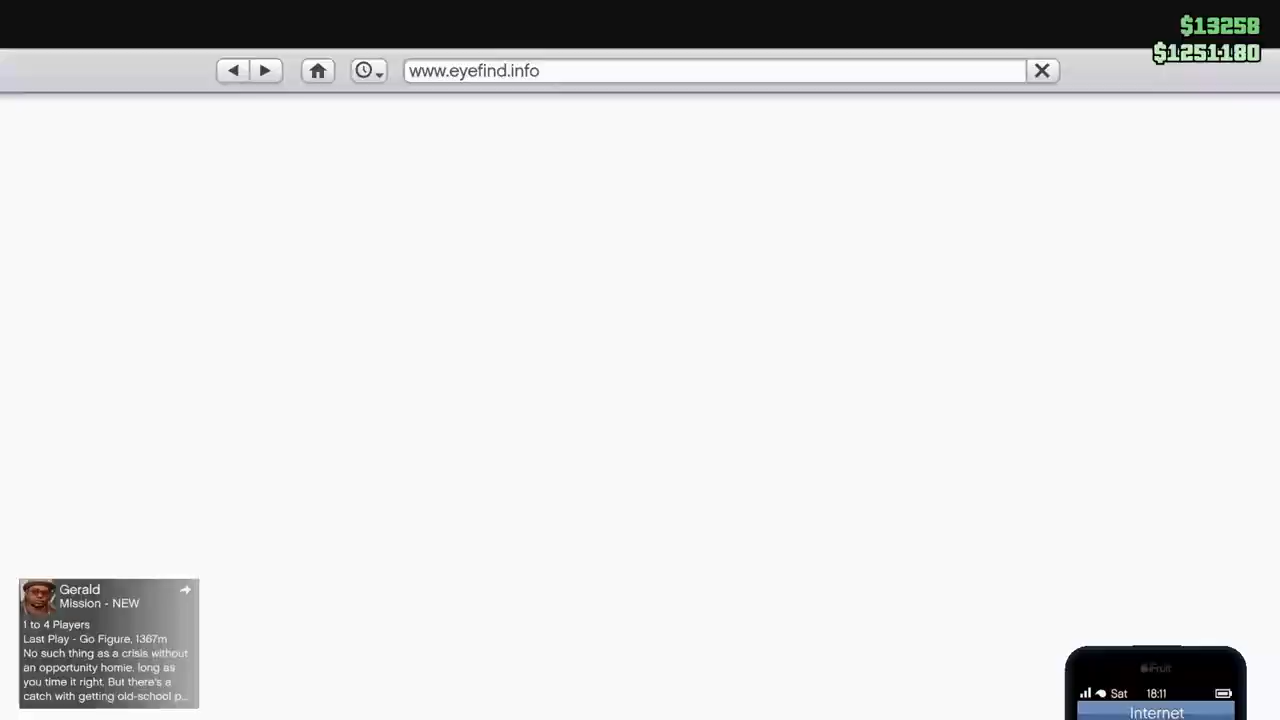 $13258
$1251180
www.eyefind.info
Gerald
Mission - NEW
1 to 4 Players
Last Play - Go Figure, 1367m
No such thing as a crisis without
an opportunity homie, long as
you time it right. But there's a
catch with getting old-school p...
iFruit
Sat 18:11
Internet